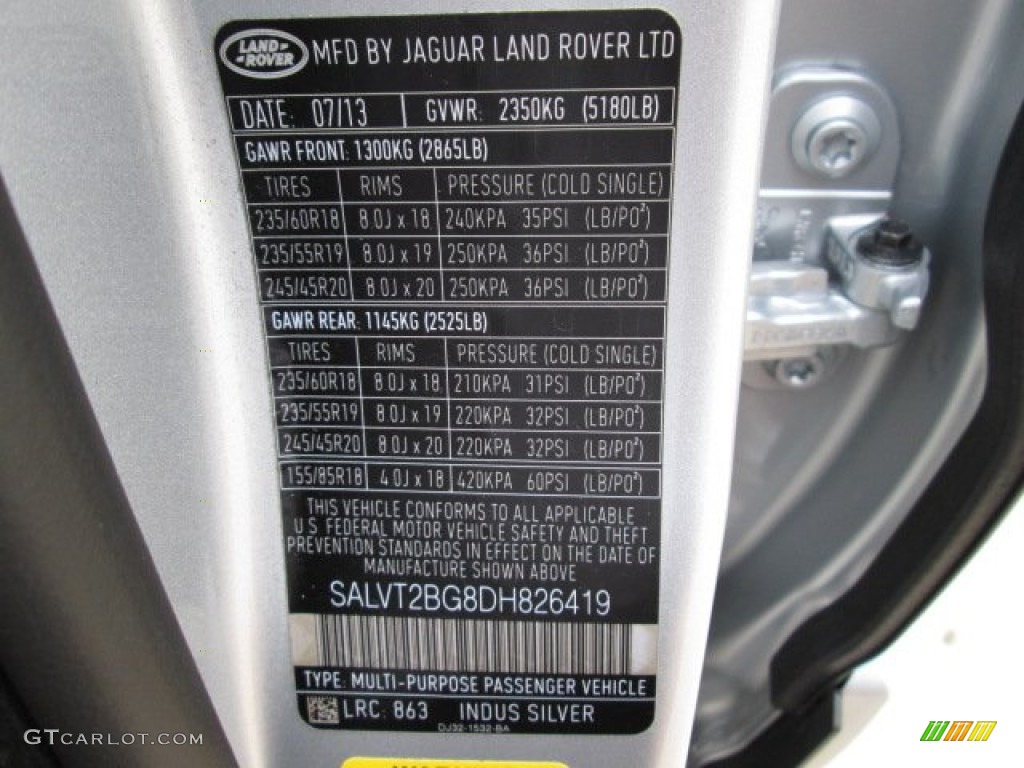 LAND-
-ROVER
MFD BY JAGUAR LAND ROVER LTD
DATE: 07/13 GVWR: 2350KG (5180LB)
GAWR FRONT: 1300KG (2865LB)
TIRES RIMS PRESSURE (COLD SINGLE)
235/60R18 8.0J x 18 240KPA 35PSI (LB/PO²)
235/55R19 8.0J x 19 250KPA 36PSI (LB/PO²)
245/45R20 8.0J x 20 250KPA 36PSI (LB/PO²)
GAWR REAR: 1145KG (2525LB)
TIRES RIMS PRESSURE (COLD SINGLE)
235/60R18 8.0J x 18 210KPA 31PSI (LB/PO²)
235/55R19 8.0J x 19 220KPA 32PSI (LB/PO²)
245/45R20 8.0J x 20 220KPA 32PSI (LB/PO²)
155/85R18 4.0J x 18 420KPA 60PSI (LB/PO²)
THIS VEHICLE CONFORMS TO ALL APPLICABLE
U.S. FEDERAL MOTOR VEHICLE SAFETY AND THEFT
PREVENTION STANDARDS IN EFFECT ON THE DATE OF
MANUFACTURE SHOWN ABOVE
SALVT2BG8DH826419
TYPE: MULTI-PURPOSE PASSENGER VEHICLE
LRC: 863 INDUS SILVER
DJ32-1532-BA
GTCARLOT.COM